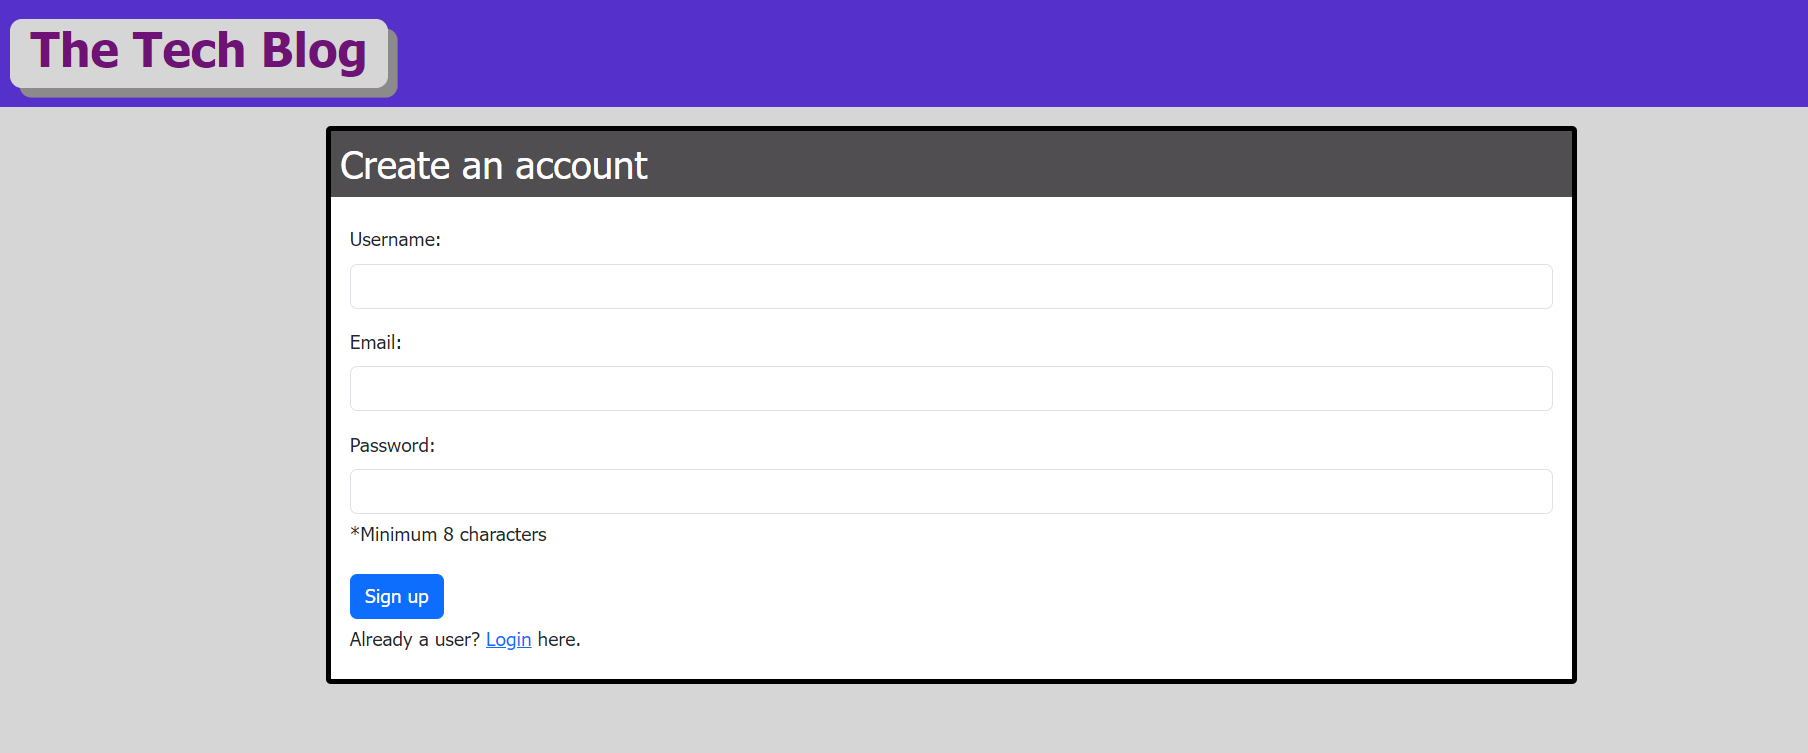 The Tech Blog
Create an account
Username:
Email:
Password:
*Minimum 8 characters
Sign up
Already a user? Login here.